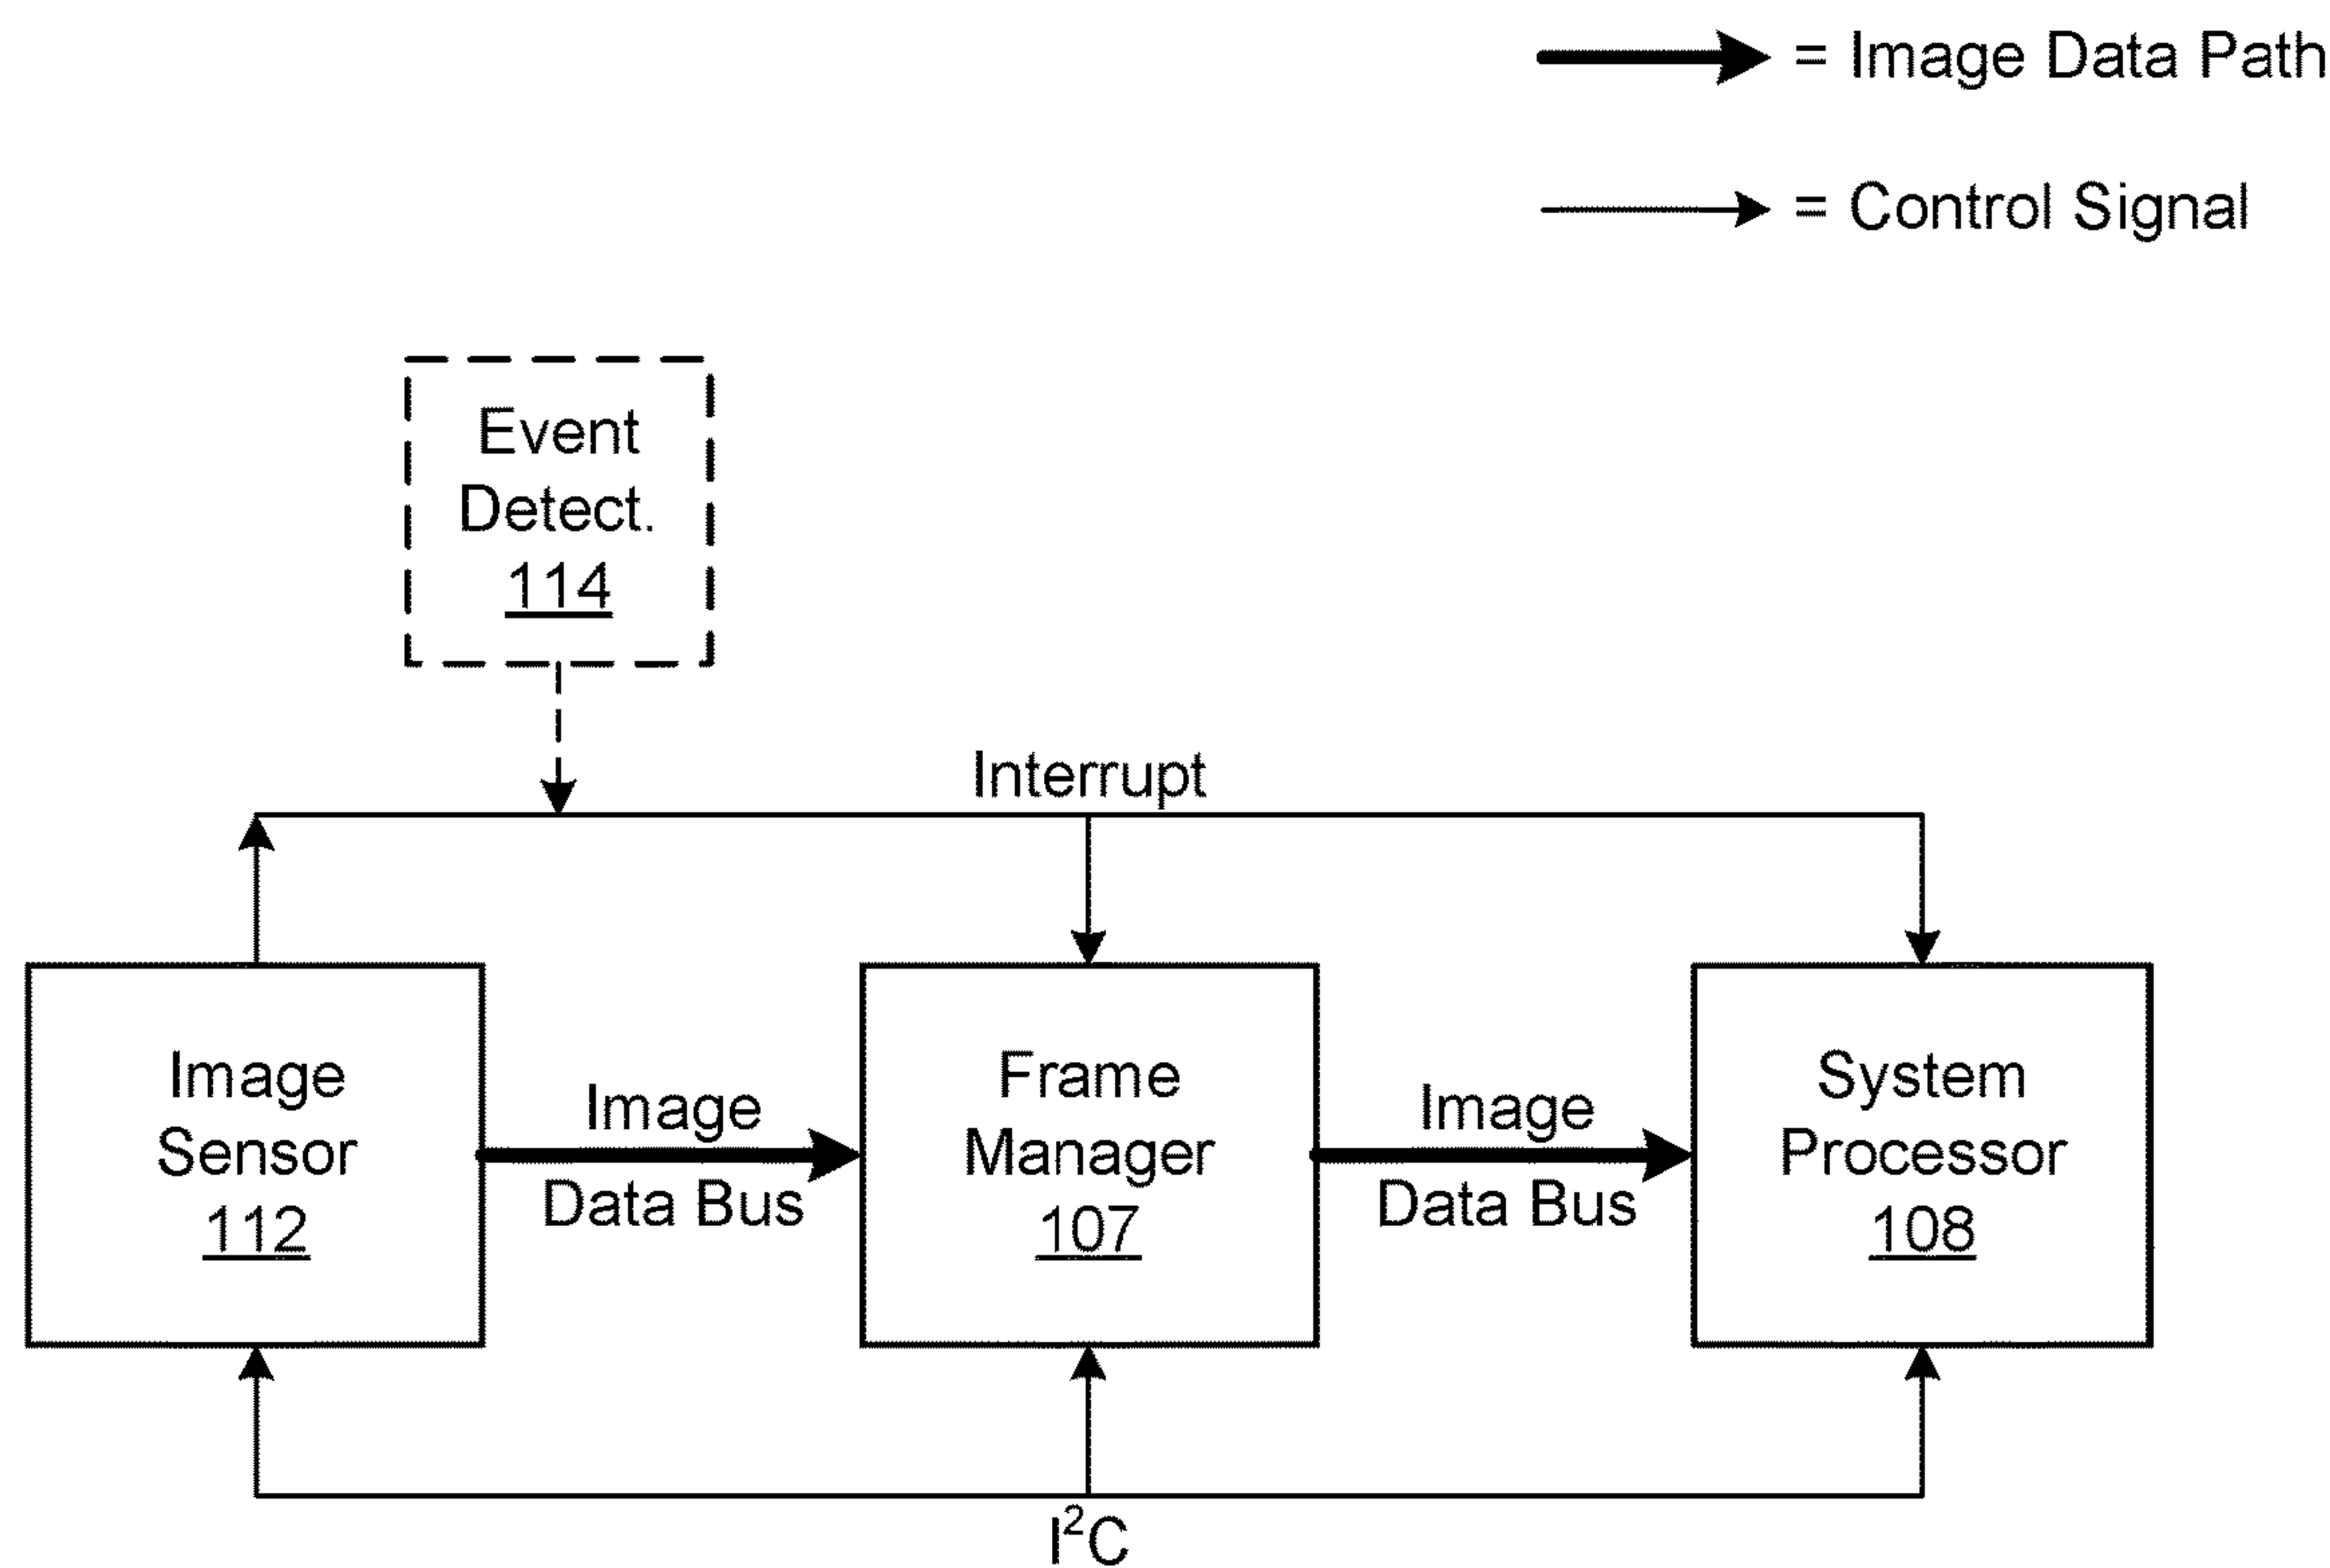 = Image Data Path
= Control Signal
Event
Detect.
114
Interrupt
Image
Sensor
112
Image
Data Bus
Frame
Manager
107
Image
Data Bus
System
Processor
108
I²C